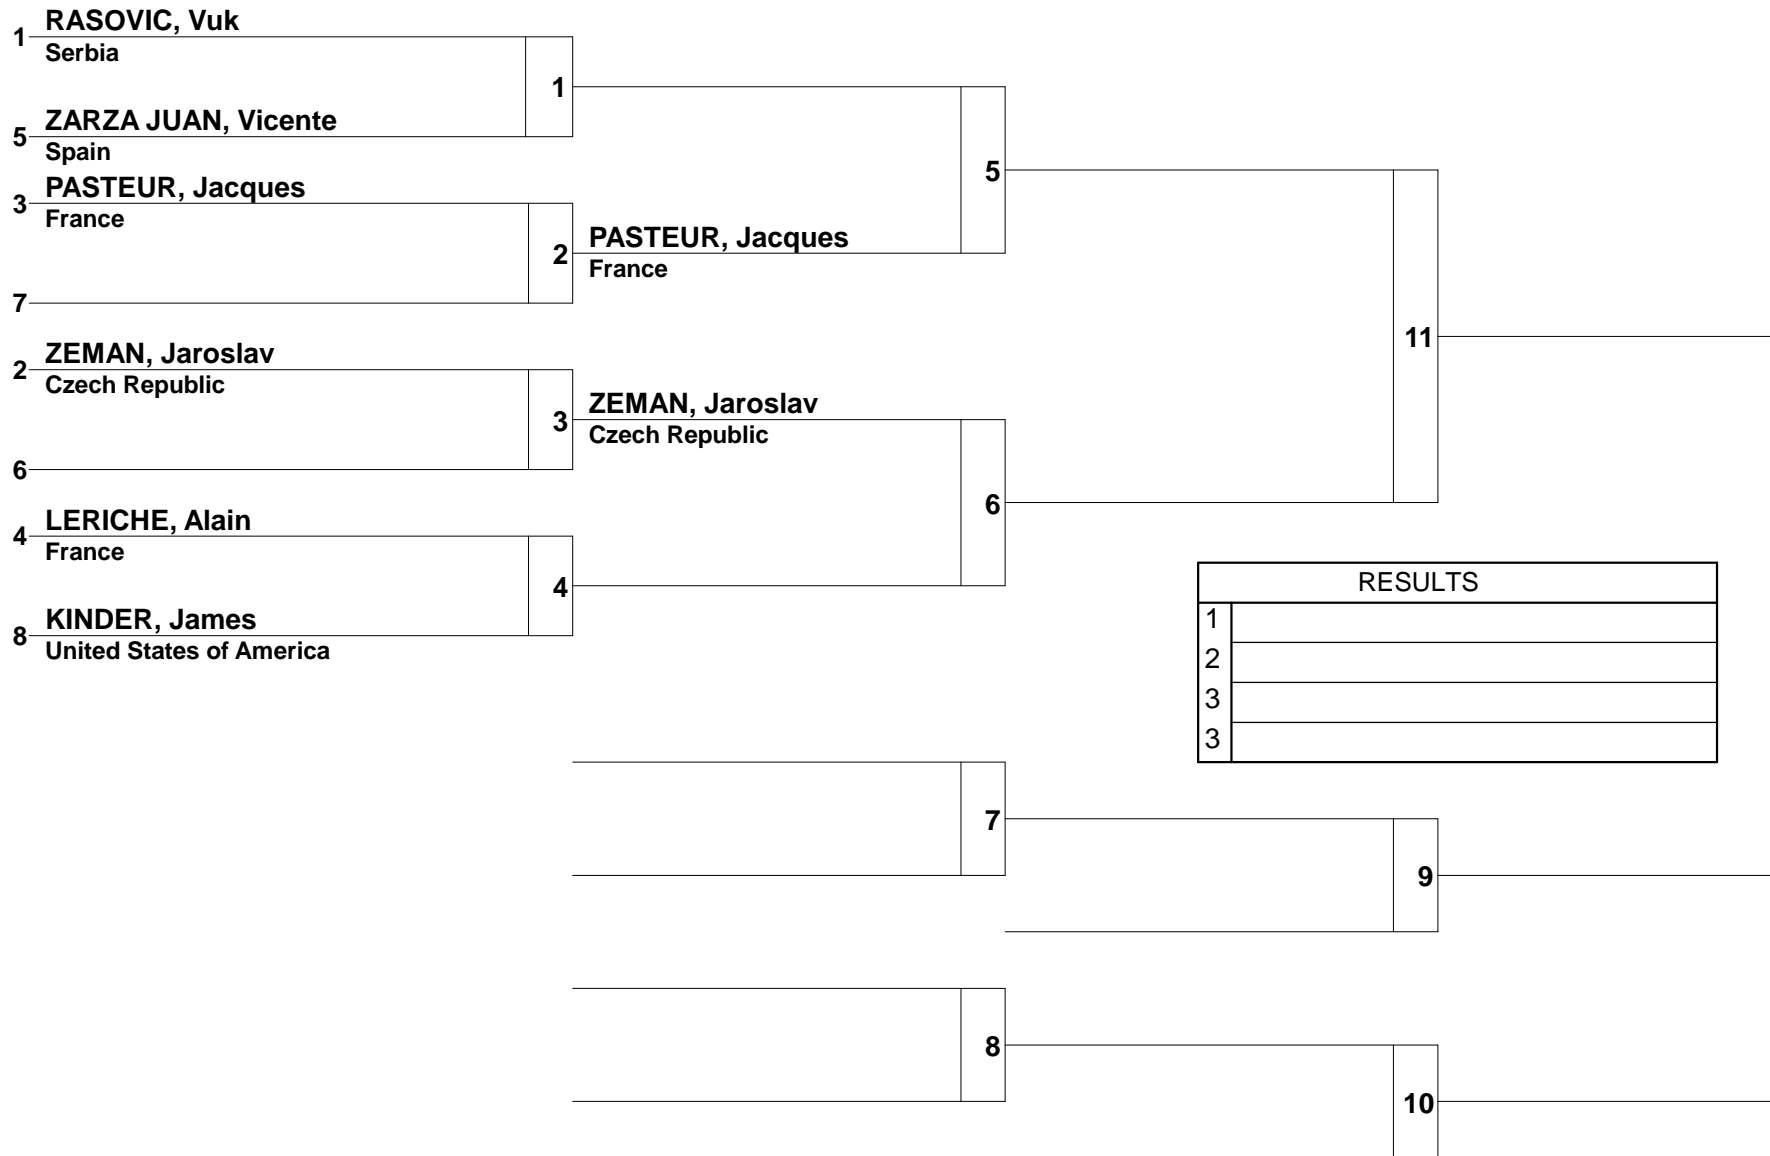 RASOVIC, Vuk
1
Serbia
1
ZARZA JUAN, Vicente
5
Spain
5
PASTEUR, Jacques
3
France
PASTEUR, Jacques
2
France
7
11
ZEMAN, Jaroslav
2
Czech Republic
ZEMAN, Jaroslav
3
Czech Republic
6
6
LERICHE, Alain
4
France
4
KINDER, James
8
United States of America
RESULTS
1
2
3
3
7
9
8
10